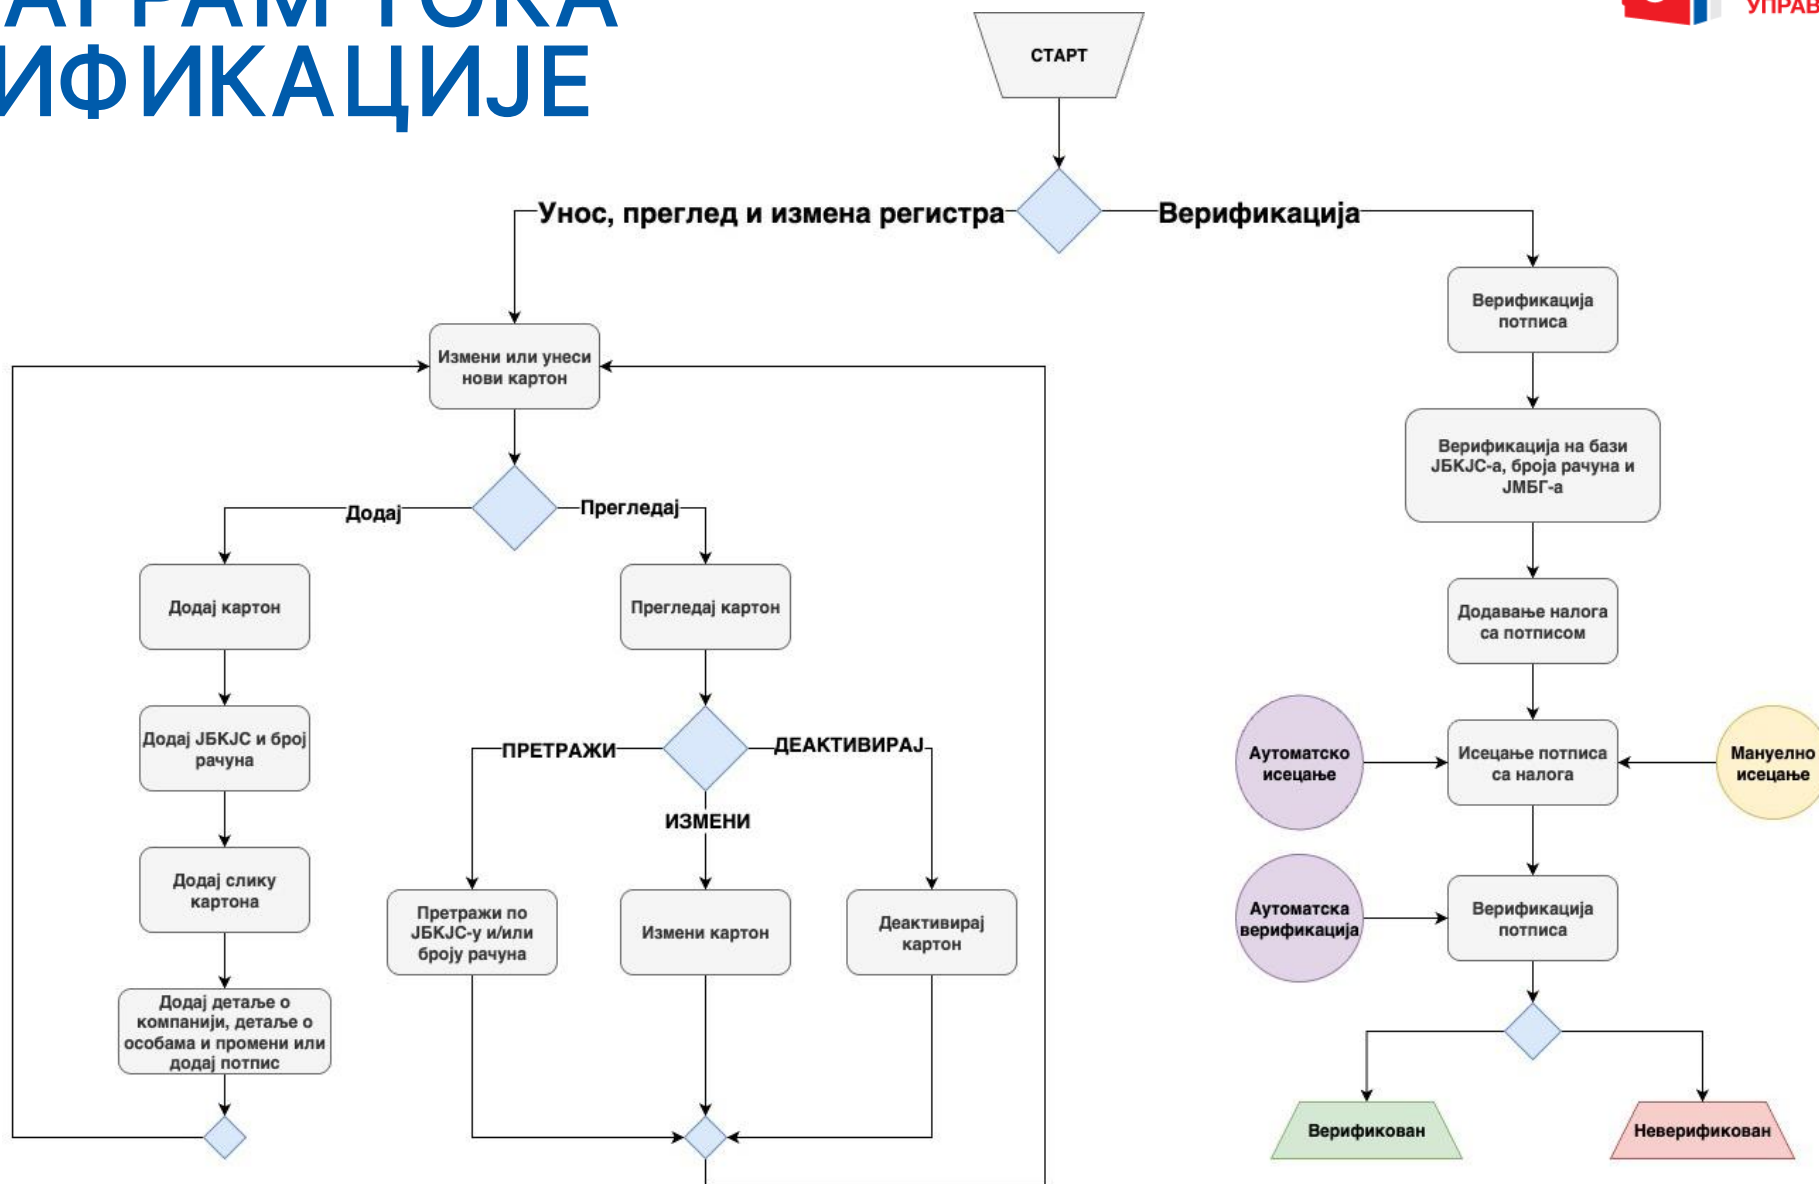 АГРАМ ТОКА
ИФИКАЦИЈЕ
УПРАВ
СТАРТ
Унос, преглед и измена регистра
Верификација
Верификација
потписа
Измени или унеси
нови картон
Верификација на бази
ЈБКЈС-а, броја рачуна и
ЈМБГ-а
Додај
Прегледај
Додај картон
Прегледај картон
Додавање налога
са потписом
Додај ЈБКЈС и број
рачуна
ПРЕТРАЖИ
ДЕАКТИВИРАЈ
ИЗМЕНИ
Аутоматско
исецање
Исецање потписа
са налога
Мануелно
исецање
Додај слику
картона
Претражи по
ЈБКЈС-у и/или
броју рачуна
Измени картон
Деактивирај
картон
Аутоматска
верификација
Верификација
потписа
Додај детаље о
компанији, детаље о
особама и промени или
додај потпис
Верификован
Неверификован